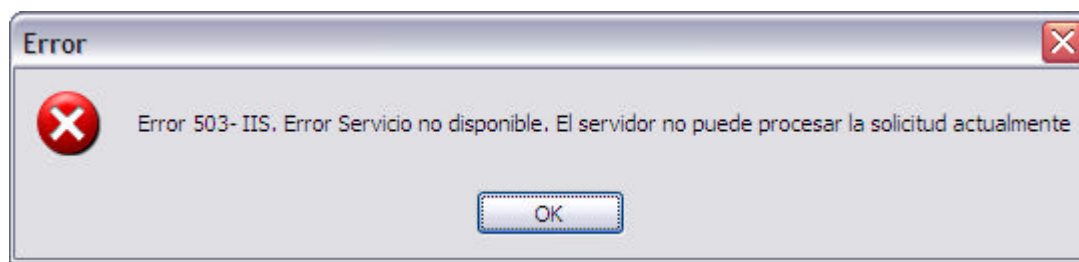 Error
Error 503- IIS. Error Servicio no disponible. El servidor no puede procesar la solicitud actualmente
OK